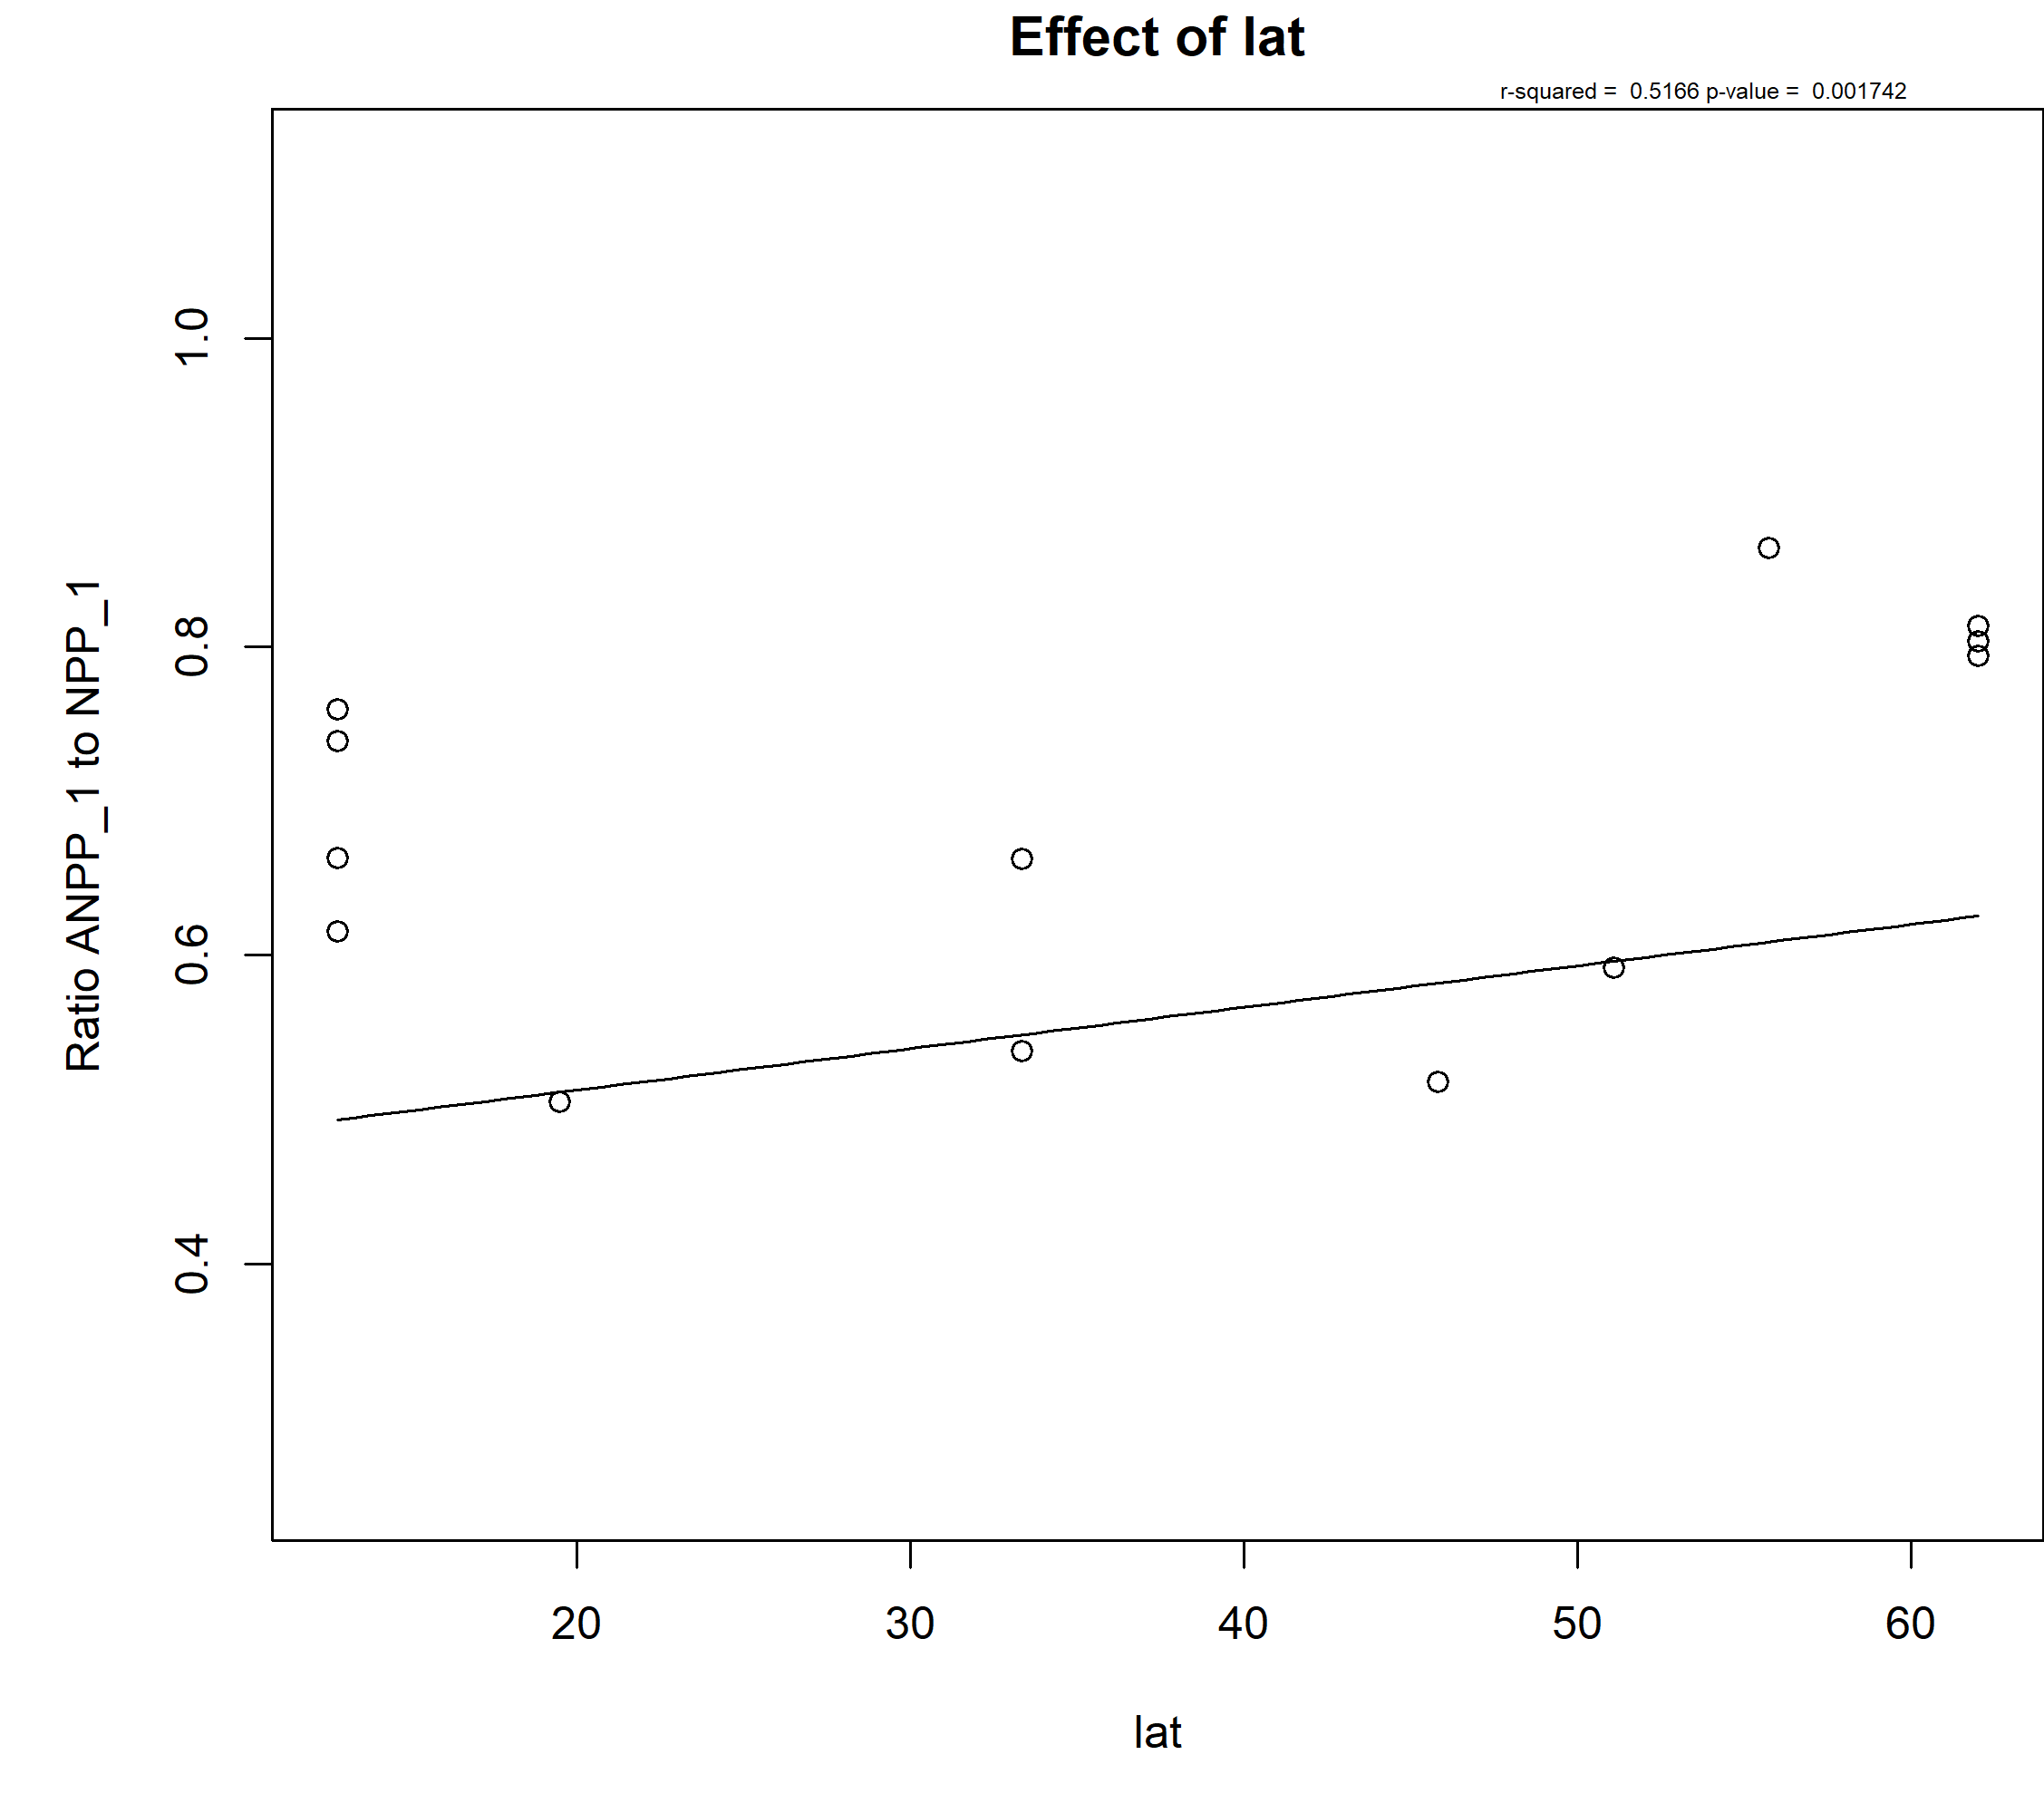 Effect of lat
r-squared =  0.5166 p-value =  0.001742
Ratio ANPP_1 to NPP_1
1.0
0.8
0.6
0.4
20 30 40 50 60
lat